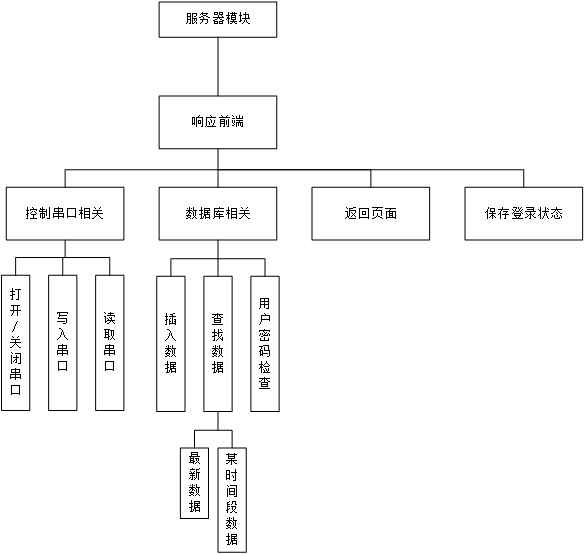 服务器模块
响应前端
控制串口相关
数据库相关
返回页面
保存登录状态
打开/关闭串口
写入串口
读取串口
插入数据
查找数据
用户密码检查
最新数据
某时间段数据